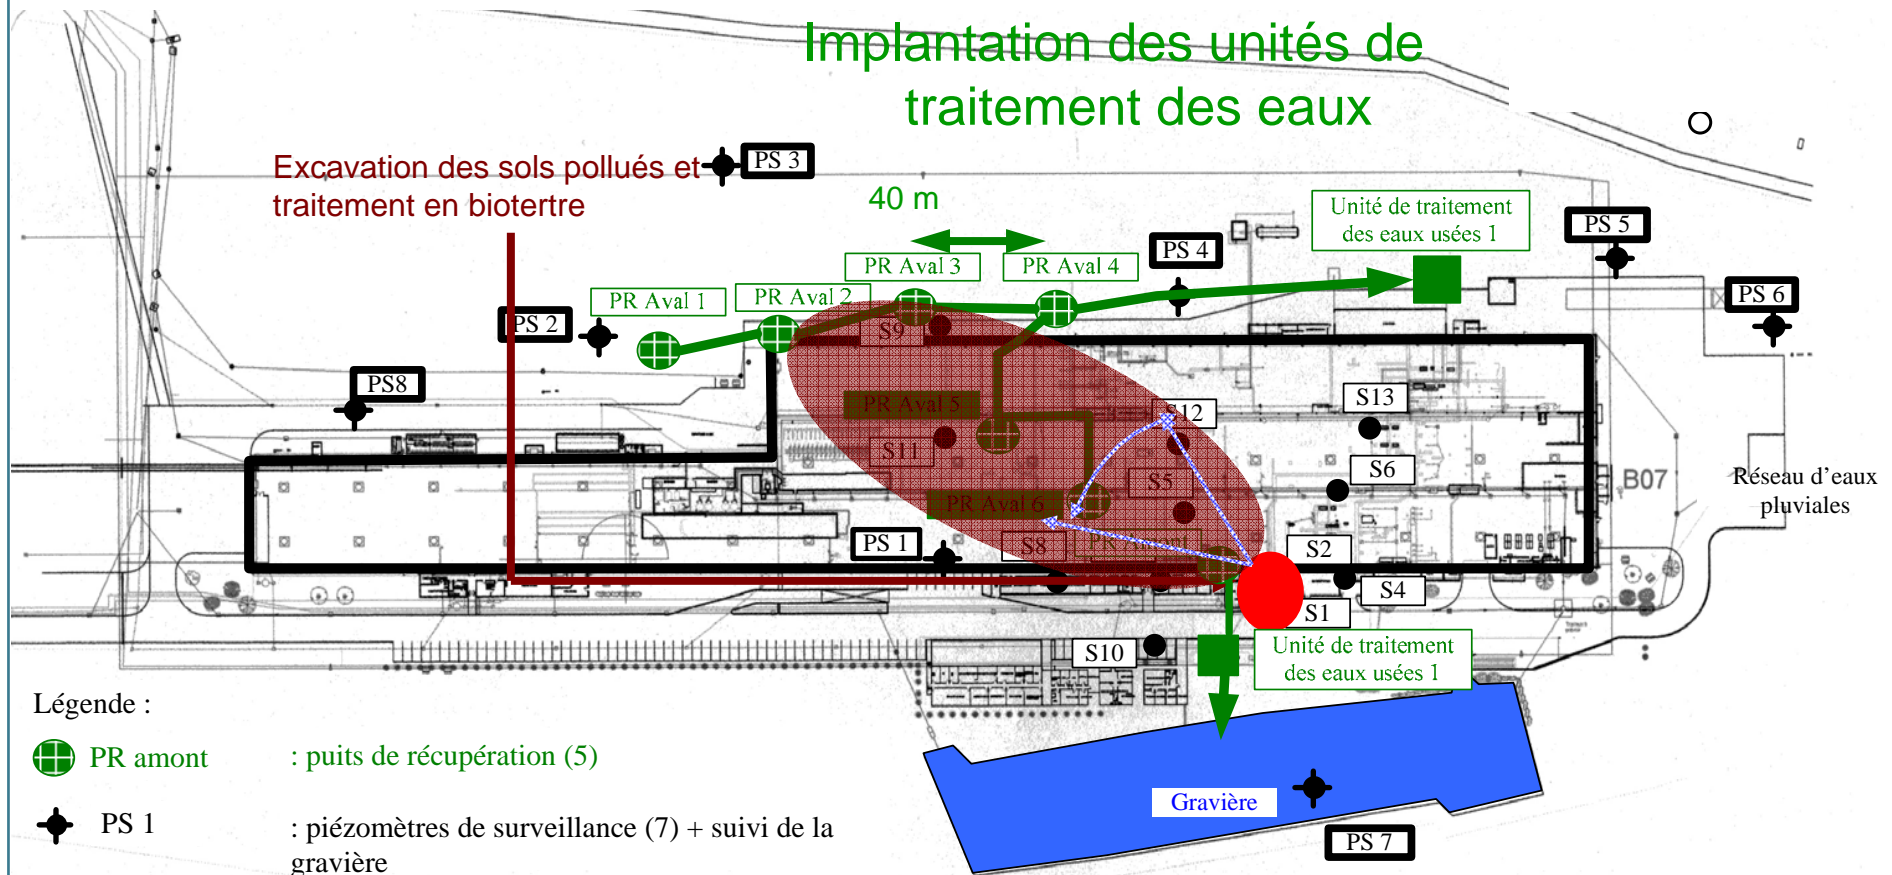 Implantation des unités de
traitement des eaux
Excavation des sols pollués et
traitement en biotertre
PS 3
40 m
Unité de traitement
des eaux usées 1
PS 5
PS 4
PR Aval 3
PR Aval 4
PS 6
PR Aval 1
PR Aval 2
PS 2
S9
PS8
PR Aval 5
S12
S13
S11
S6
B07
Réseau d'eaux
pluviales
S5
PR Aval 6
PS 1
S8
PR Amont
S2
S4
S1
S10
Unité de traitement
des eaux usées 1
Légende :
PR amont
: puits de récupération (5)
Gravière
PS 1
: piézomètres de surveillance (7) + suivi de la
gravière
PS 7